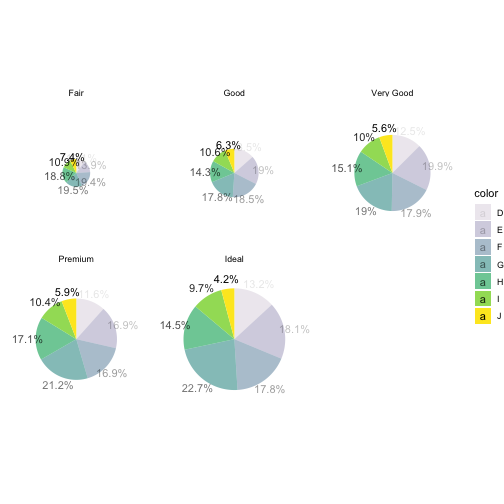 Fair
Good
Very Good
7.4%
10.9%
18.8%
19.4%
19.5%
6.3%
10.6%
14.3%
19%
17.8%
18.5%
5.6%
10%
15.1%
19.9%
19%
17.9%
Premium
Ideal
5.9%
10.4%
17.1%
16.9%
16.9%
21.2%
4.2%
13.2%
9.7%
14.5%
18.1%
22.7%
17.8%
color
a D
a E
a F
a G
a H
a I
a J